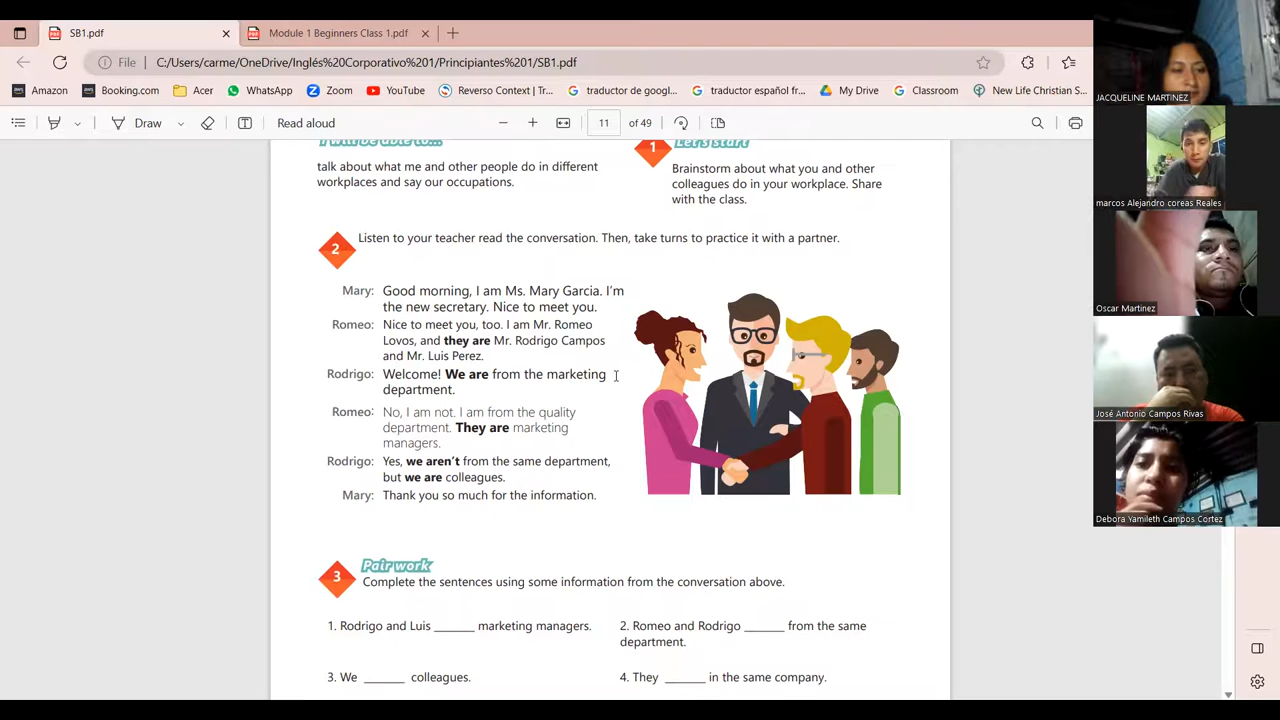 SB1.pdf
Module 1 Beginners Class 1.pdf
File C:/Users/carme/OneDrive/Inglés%20Corporativo%201/Principiantes%201/SB1.pdf
Amazon Booking.com Acer WhatsApp Zoom YouTube Reverso Context | Tr... traductor de googl... traductor español fr... My Drive Classroom New Life Christian S...
Draw Read aloud 11 of 49
I will be able to...
Let's start
talk about what me and other people do in different
workplaces and say our occupations.
1
Brainstorm about what you and other
colleagues do in your workplace. Share
with the class.
2
Listen to your teacher read the conversation. Then, take turns to practice it with a partner.
Mary: Good morning, I am Ms. Mary Garcia. I'm
the new secretary. Nice to meet you.
Romeo: Nice to meet you, too. I am Mr. Romeo
Lovos, and they are Mr. Rodrigo Campos
and Mr. Luis Perez.
Rodrigo: Welcome! We are from the marketing
department.
Romeo: No, I am not. I am from the quality
department. They are marketing
managers.
Rodrigo: Yes, we aren't from the same department,
but we are colleagues.
Mary: Thank you so much for the information.
3
Pair work
Complete the sentences using some information from the conversation above.
1. Rodrigo and Luis ______ marketing managers.
2. Romeo and Rodrigo ______ from the same
department.
3. We ______ colleagues.
4. They ______ in the same company.
JACQUELINE MARTINEZ
marcos Alejandro coreas Reales
Oscar Martinez
José Antonio Campos Rivas
Debora Yamileth Campos Cortez